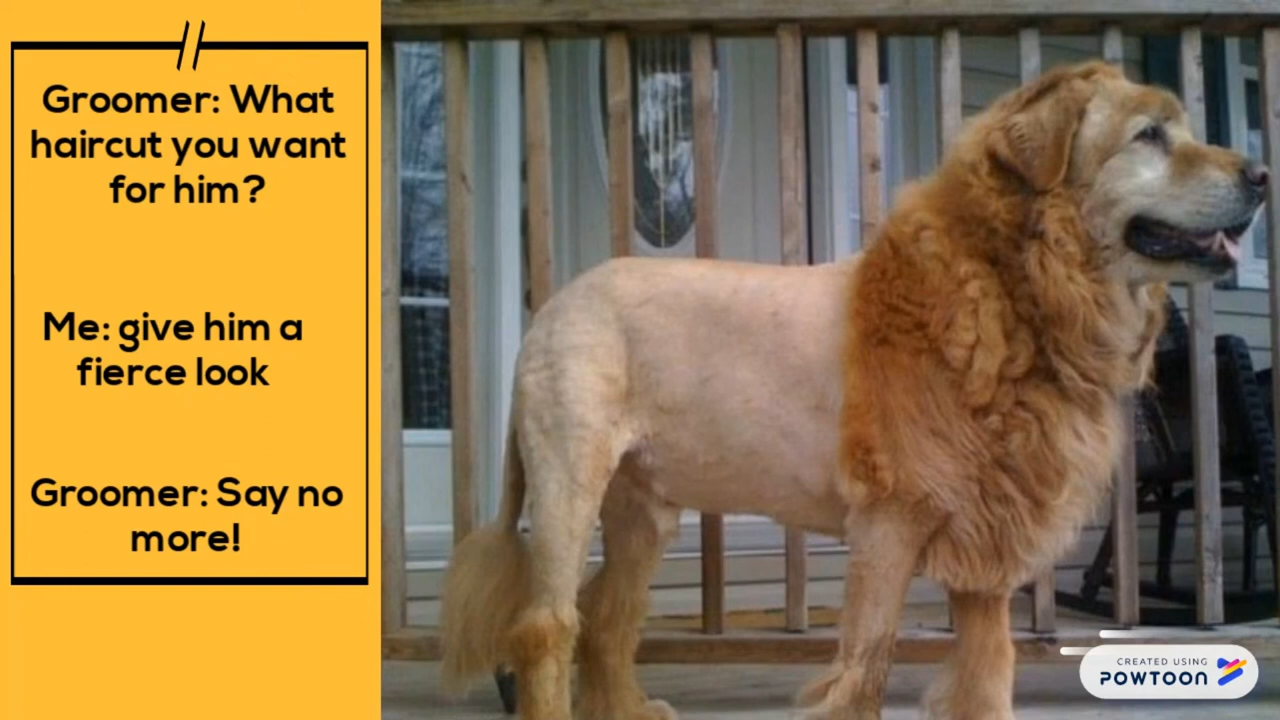 Groomer: What
haircut you want
for him?
Me: give him a
fierce look
Groomer: Say no
more!
CREATED USING
POWTOON